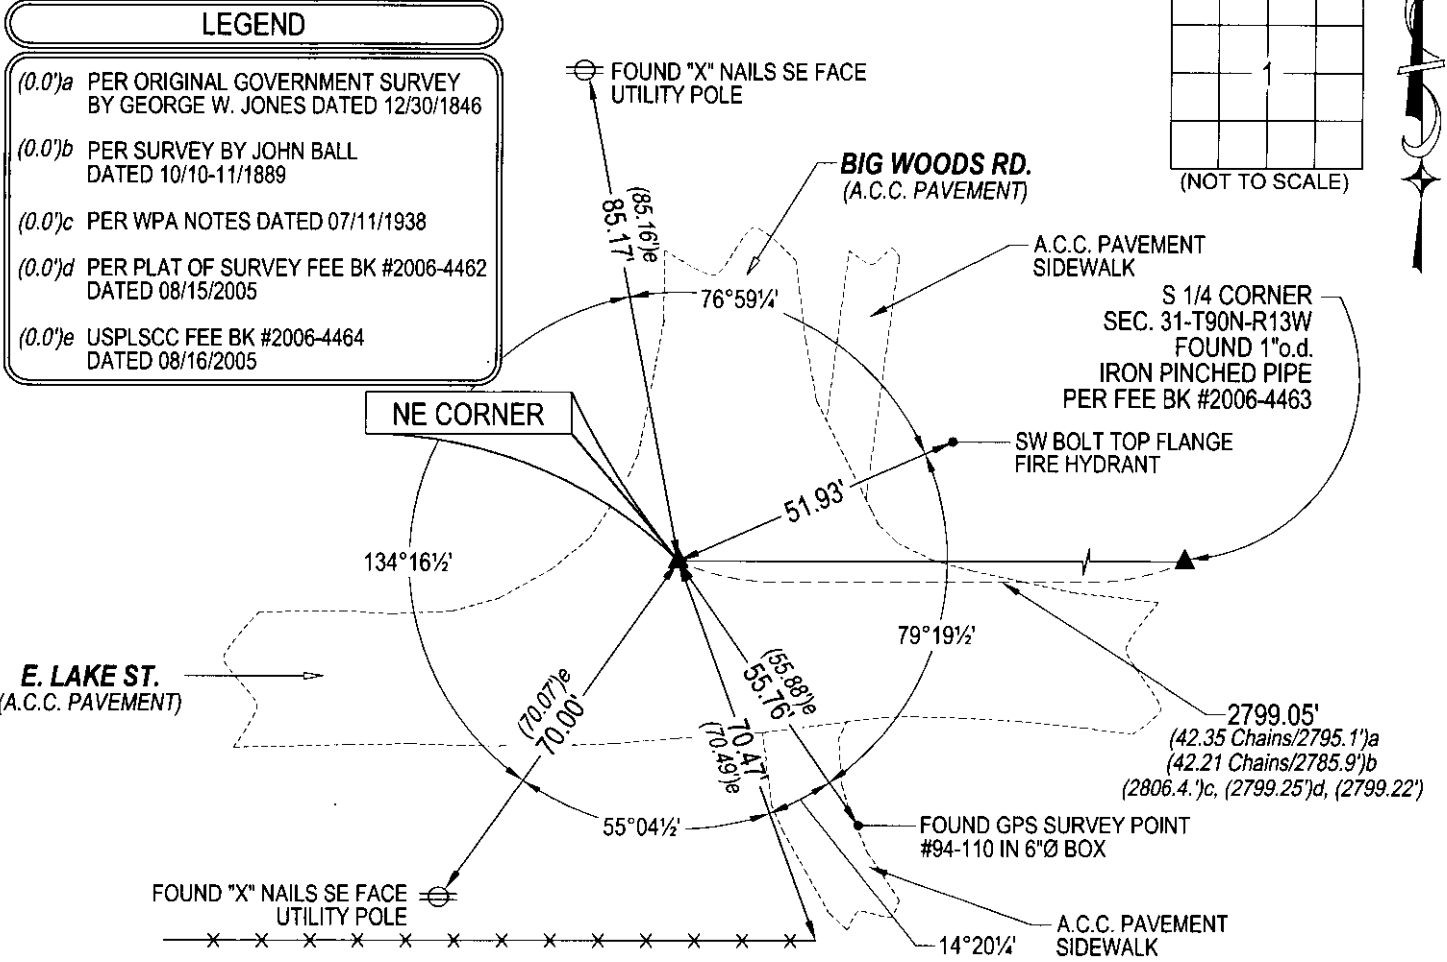 LEGEND
(0.0')a PER ORIGINAL GOVERNMENT SURVEY
BY GEORGE W. JONES DATED 12/30/1846
(0.0')b PER SURVEY BY JOHN BALL
DATED 10/10-11/1889
(0.0')c PER WPA NOTES DATED 07/11/1938
(0.0')d PER PLAT OF SURVEY FEE BK #2006-4462
DATED 08/15/2005
(0.0')e USPLSCC FEE BK #2006-4464
DATED 08/16/2005
FOUND "X" NAILS SE FACE
UTILITY POLE
1
(NOT TO SCALE)
BIG WOODS RD.
(A.C.C. PAVEMENT)
(85.16')e
85.17'
76°59¼'
A.C.C. PAVEMENT
SIDEWALK
S 1/4 CORNER
SEC. 31-T90N-R13W
FOUND 1"o.d.
IRON PINCHED PIPE
PER FEE BK #2006-4463
NE CORNER
SW BOLT TOP FLANGE
FIRE HYDRANT
51.93'
134°16½'
79°19½'
E. LAKE ST.
(A.C.C. PAVEMENT)
(70.07')e
70.00'
(55.88')e
55.76'
70.47'
(70.49')e
2799.05'
(42.35 Chains/2795.1')a
(42.21 Chains/2785.9')b
(2806.4.')c, (2799.25')d, (2799.22')
55°04½'
FOUND GPS SURVEY POINT
#94-110 IN 6"Ø BOX
FOUND "X" NAILS SE FACE
UTILITY POLE
14°20¼'
A.C.C. PAVEMENT
SIDEWALK